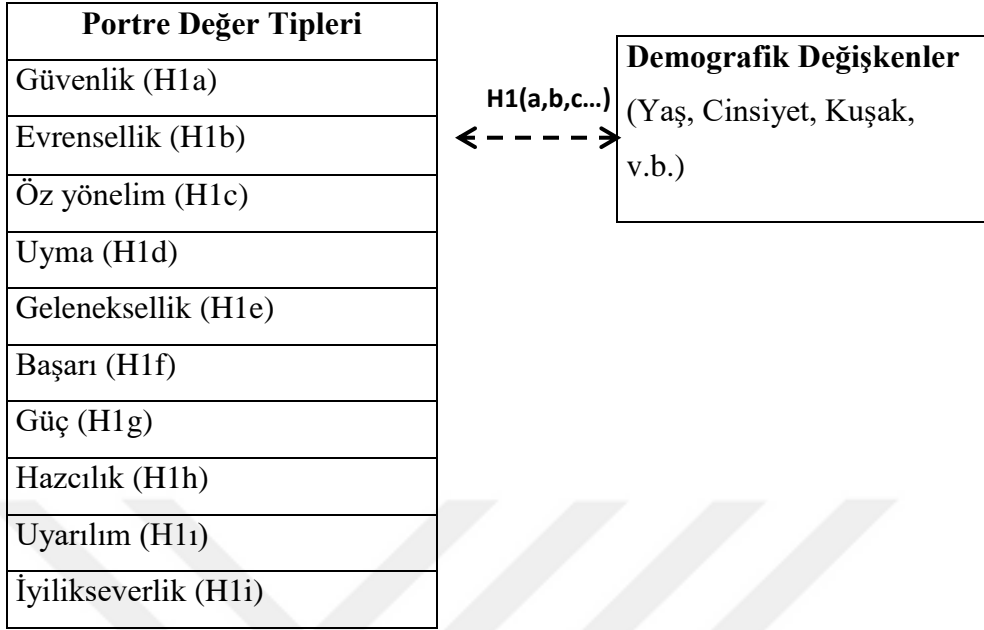 Portre Değer Tipleri
Güvenlik (H1a)
Evrensellik (H1b)
Öz yönelim (H1c)
Uyma (H1d)
Geleneksellik (H1e)
Başarı (H1f)
Güç (H1g)
Hazcılık (H1h)
Uyarılım (H1ı)
İyilikseverlik (H1i)
H1(a,b,c...)
Demografik Değişkenler
(Yaş, Cinsiyet, Kuşak,
v.b.)